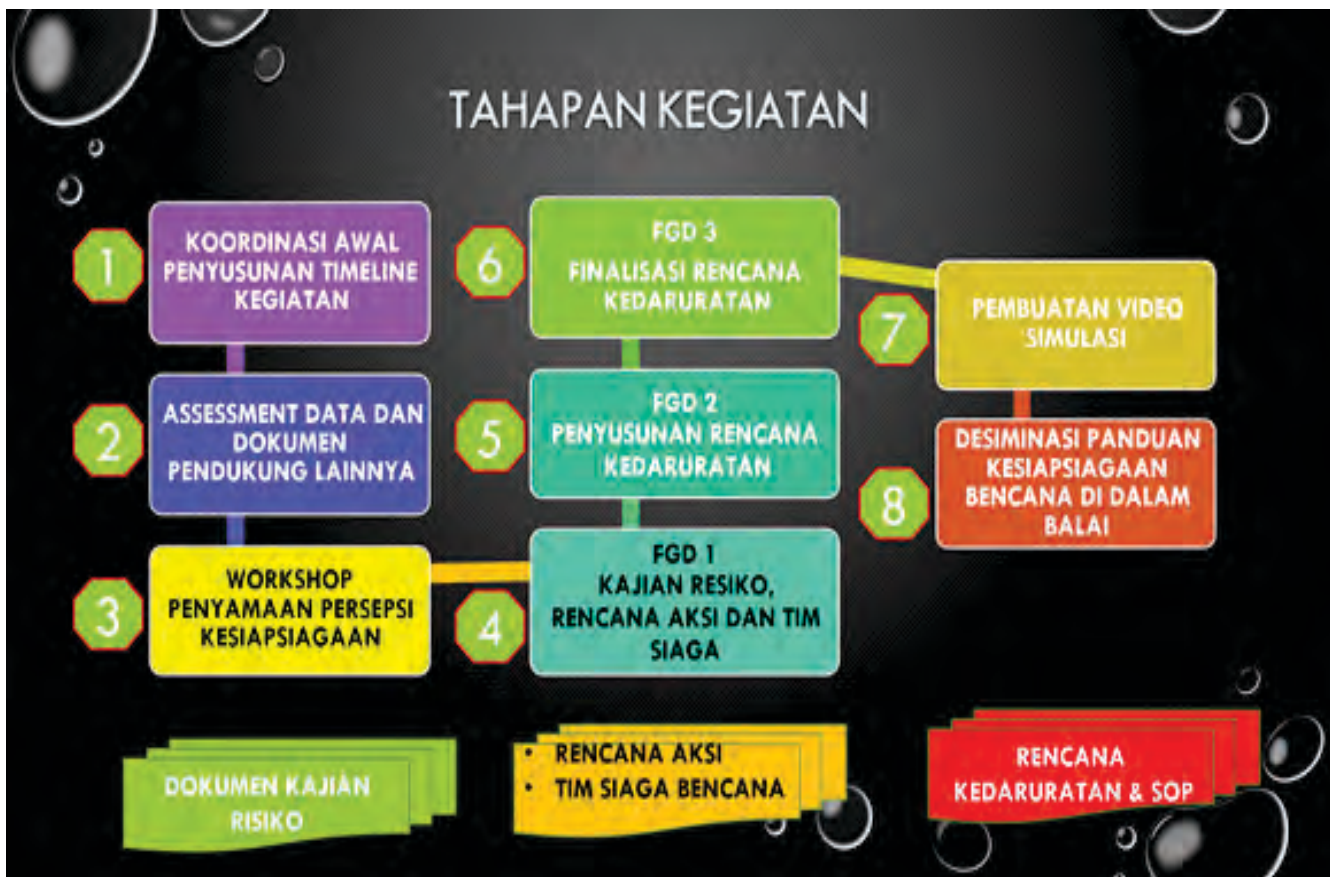 TAHAPAN KEGIATAN
1
KOORDINASI AWAL
PENYUSUNAN TIMELINE
KEGIATAN
2
ASSESSMENT DATA DAN
DOKUMEN
PENDUKUNG LAINNYA
3
WORKSHOP
PENYAMAAN PERSEPSI
KESIAPSIAGAAN
4
FGD 1
KAJIAN RESIKO,
RENCANA AKSI DAN TIM
SIAGA
5
FGD 2
PENYUSUNAN RENCANA
KEDARURATAN
6
FGD 3
FINALISASI RENCANA
KEDARURATAN
7
PEMBUATAN VIDEO
SIMULASI
8
DESIMINASI PANDUAN
KESIAPSIAGAAN
BENCANA DI DALAM
BALAI
DOKUMEN KAJIAN
RISIKO
• RENCANA AKSI
• TIM SIAGA BENCANA
RENCANA
KEDARURATAN & SOP